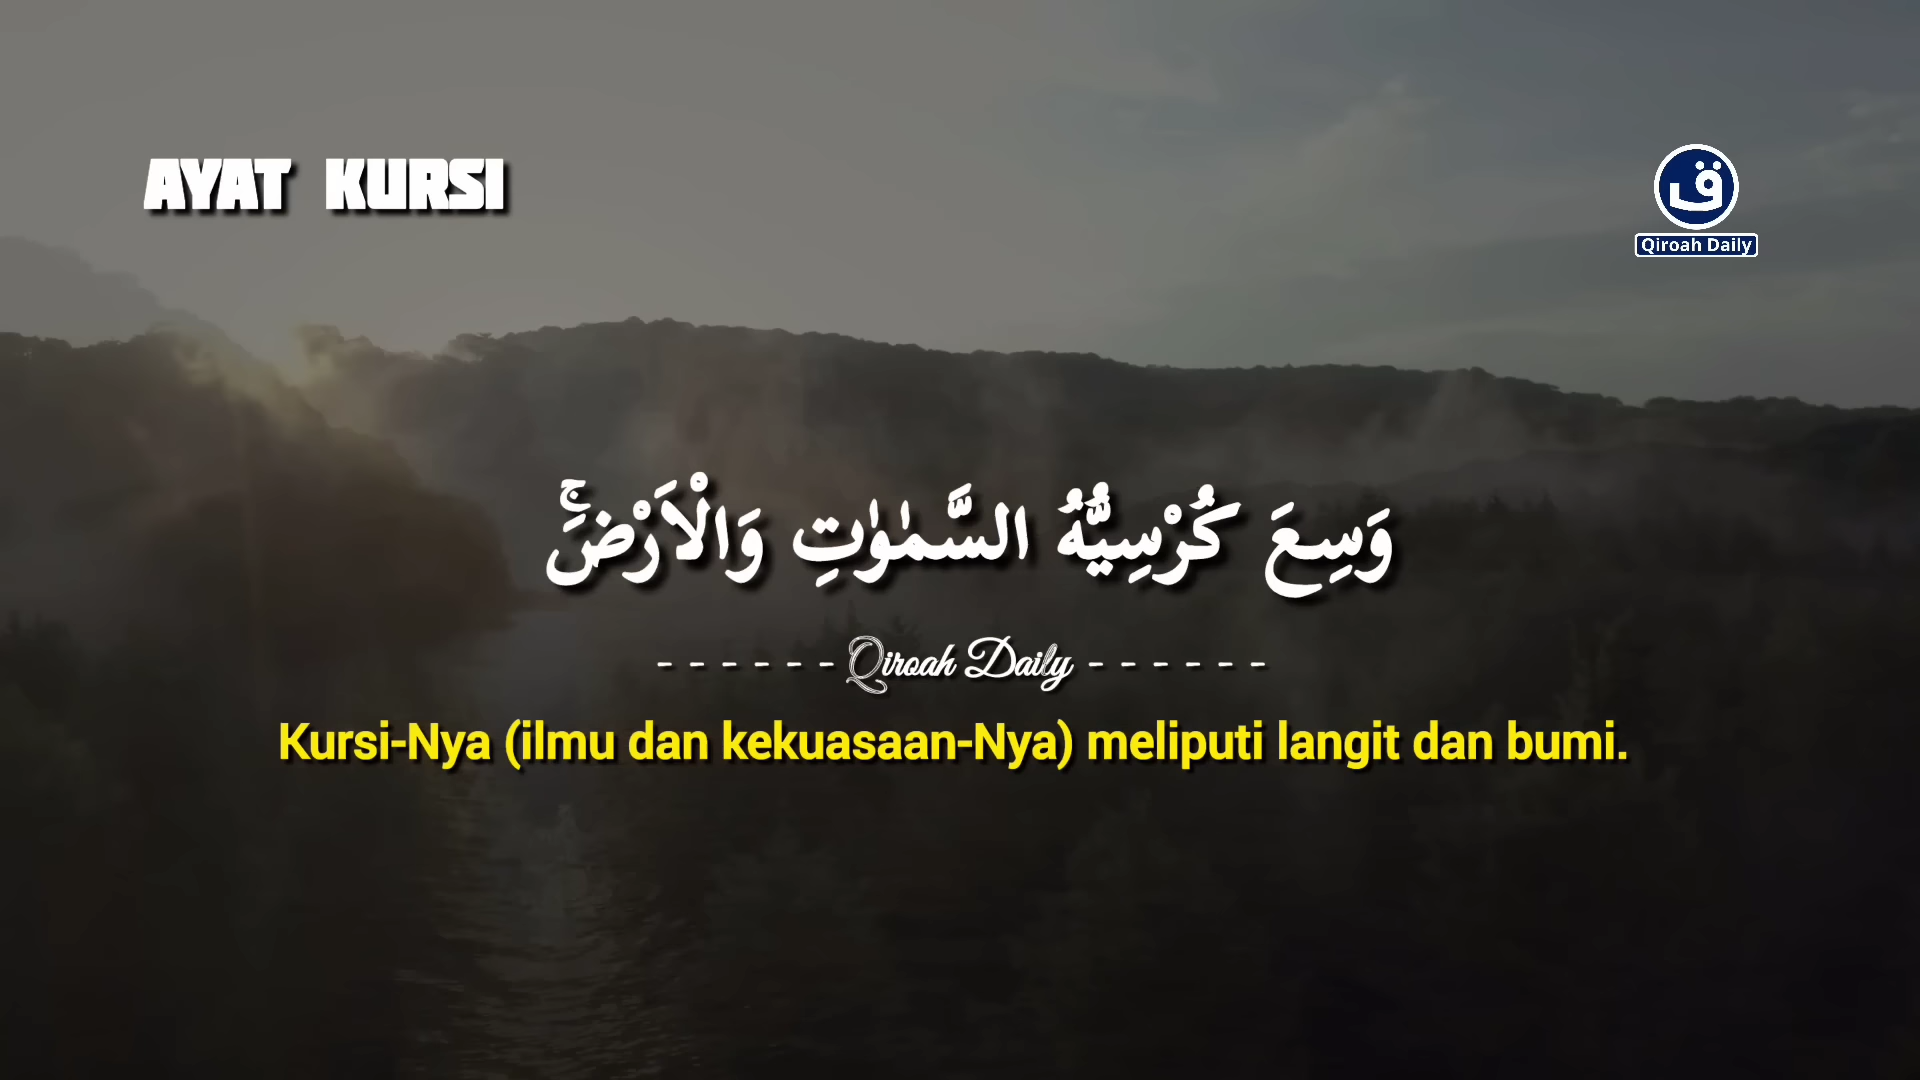 AYAT KURSI
ق
Qiroah Daily
وَسِعَ كُرْسِيُّهُ السَّمٰوٰتِ وَالْاَرْضَۚ
- - - - - - Qiroah Daily - - - - - -
Kursi-Nya (ilmu dan kekuasaan-Nya) meliputi langit dan bumi.